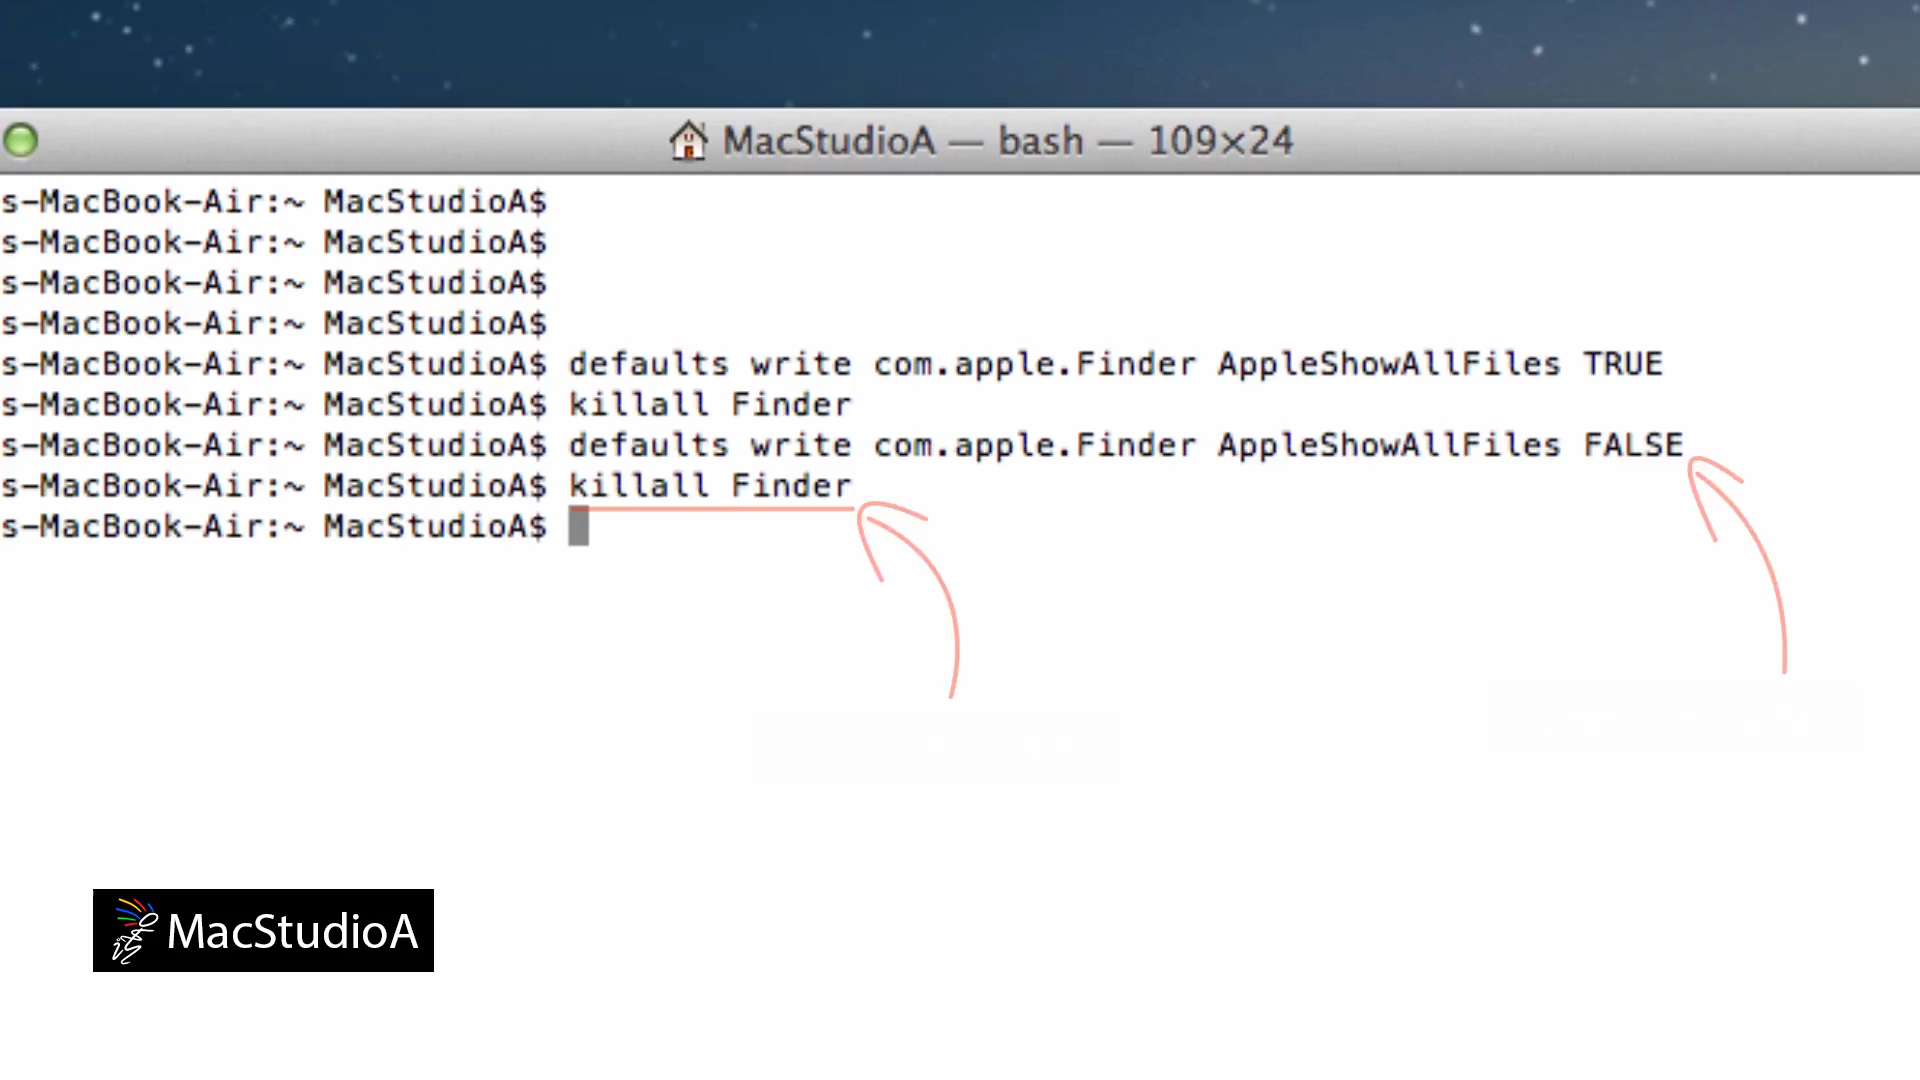 MacStudioA — bash — 109×24
s-MacBook-Air:~ MacStudioA$
s-MacBook-Air:~ MacStudioA$
s-MacBook-Air:~ MacStudioA$
s-MacBook-Air:~ MacStudioA$
s-MacBook-Air:~ MacStudioA$ defaults write com.apple.Finder AppleShowAllFiles TRUE
s-MacBook-Air:~ MacStudioA$ killall Finder
s-MacBook-Air:~ MacStudioA$ defaults write com.apple.Finder AppleShowAllFiles FALSE
s-MacBook-Air:~ MacStudioA$ killall Finder
s-MacBook-Air:~ MacStudioA$
MacStudioA